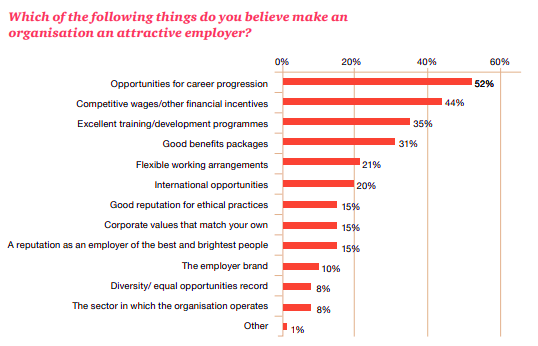 Which of the following things do you believe make an
organisation an attractive employer?
0% 20% 40% 60%
Opportunities for career progression 52%
Competitive wages/other financial incentives 44%
Excellent training/development programmes 35%
Good benefits packages 31%
Flexible working arrangements 21%
International opportunities 20%
Good reputation for ethical practices 15%
Corporate values that match your own 15%
A reputation as an employer of the best and brightest people 15%
The employer brand 10%
Diversity/ equal opportunities record 8%
The sector in which the organisation operates 8%
Other 1%